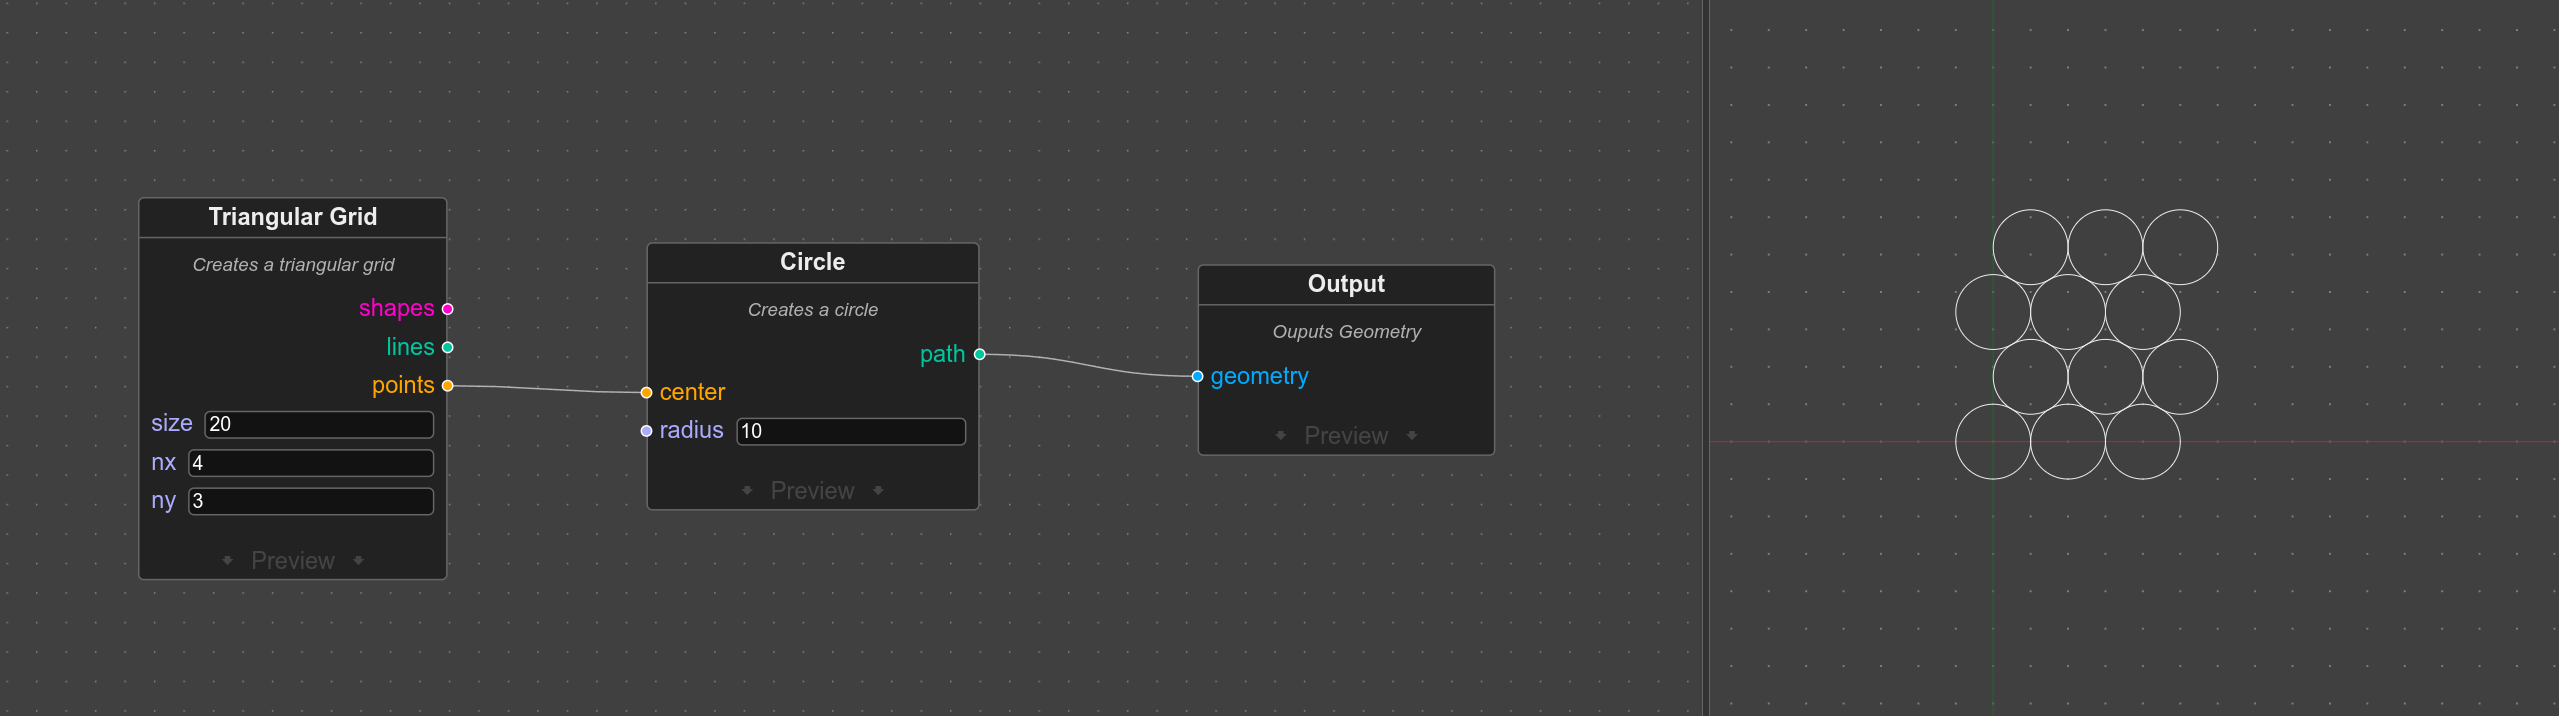 Triangular Grid
Creates a triangular grid
shapes
lines
points
size 20
nx 4
ny 3
Preview
Circle
Creates a circle
path
center
radius 10
Preview
Output
Ouputs Geometry
geometry
Preview